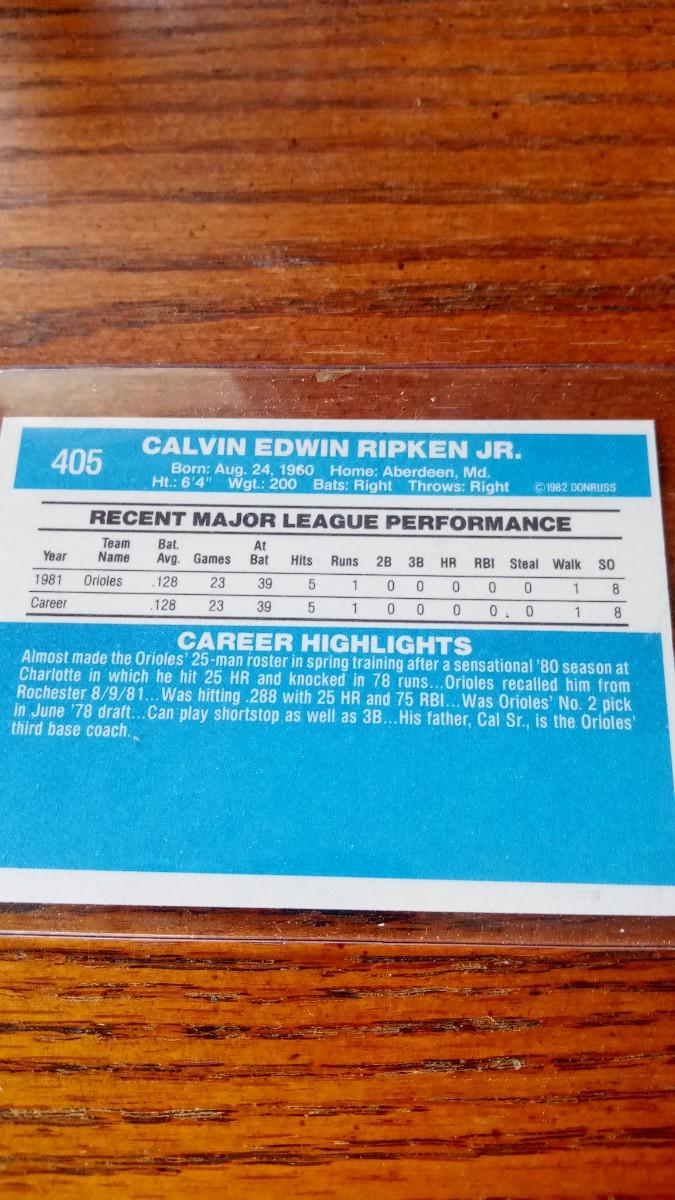 405
CALVIN EDWIN RIPKEN JR.
Born: Aug. 24, 1960 Home: Aberdeen, Md.
Ht.: 6'4" Wgt.: 200 Bats: Right Throws: Right ©1982 DONRUSS
RECENT MAJOR LEAGUE PERFORMANCE
Year Team Name Bat. Avg. Games At Bat Hits Runs 2B 3B HR RBI Steal Walk SO
1981 Orioles .128 23 39 5 1 0 0 0 0 0 1 8
Career .128 23 39 5 1 0 0 0 0 0 1 8
CAREER HIGHLIGHTS
Almost made the Orioles' 25-man roster in spring training after a sensational '80 season at
Charlotte in which he hit 25 HR and knocked in 78 runs...Orioles recalled him from
Rochester 8/9/81...Was hitting .288 with 25 HR and 75 RBI...Was Orioles' No. 2 pick
in June '78 draft...Can play shortstop as well as 3B...His father, Cal Sr., is the Orioles'
third base coach.